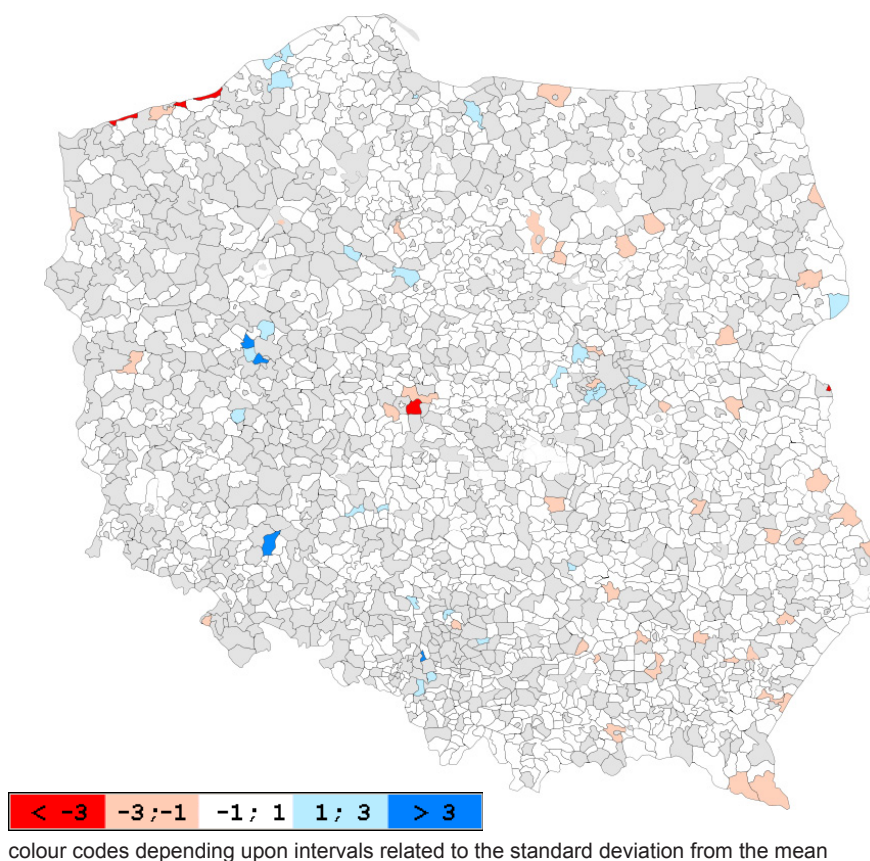 < -3 -3;-1 -1; 1 1; 3 > 3
colour codes depending upon intervals related to the standard deviation from the mean